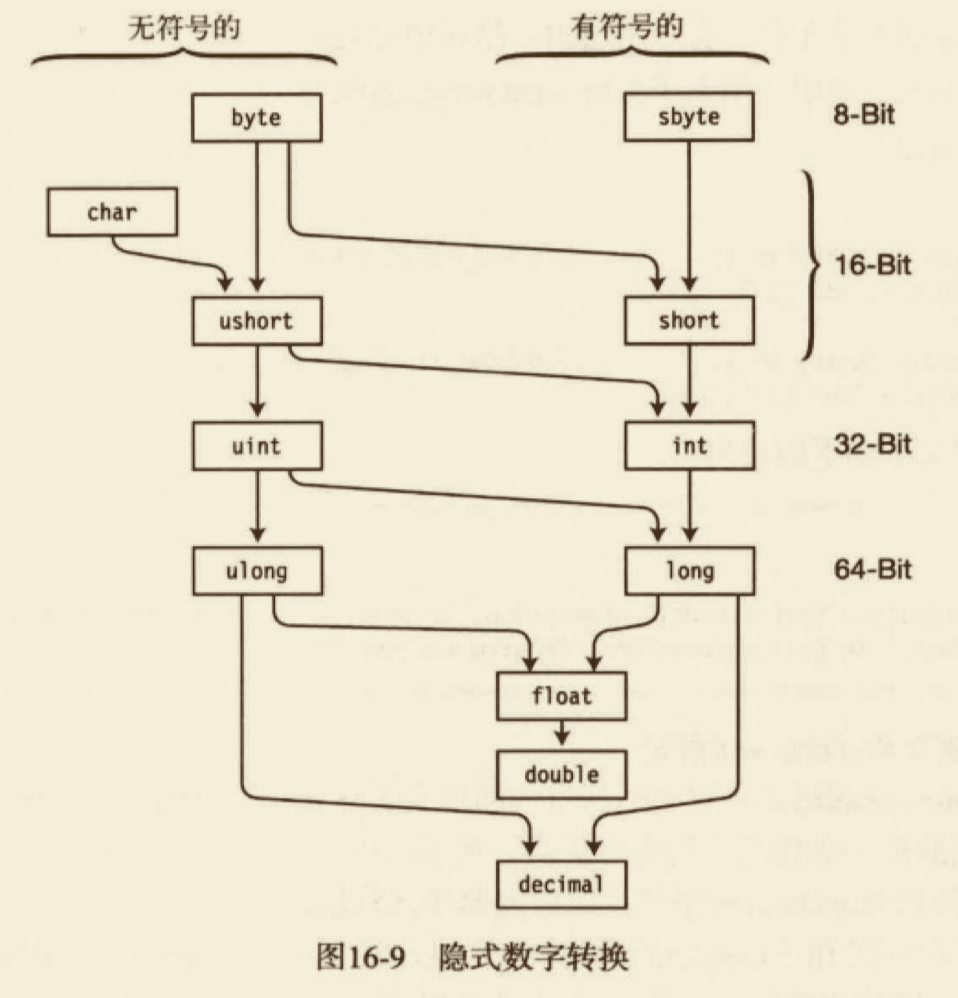 无符号的 有符号的
byte sbyte 8-Bit
char
16-Bit
ushort short
uint int 32-Bit
ulong long 64-Bit
float
double
decimal
图16-9 隐式数字转换